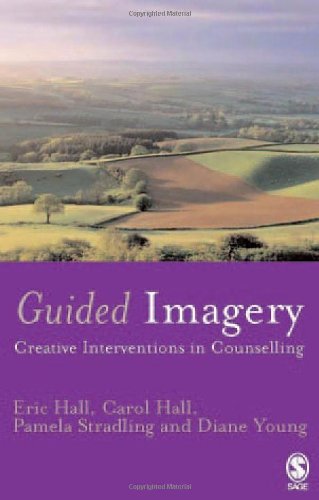 Guided Imagery
Creative Interventions in Counselling
Eric Hall, Carol Hall,
Pamela Stradling and Diane Young
SAGE